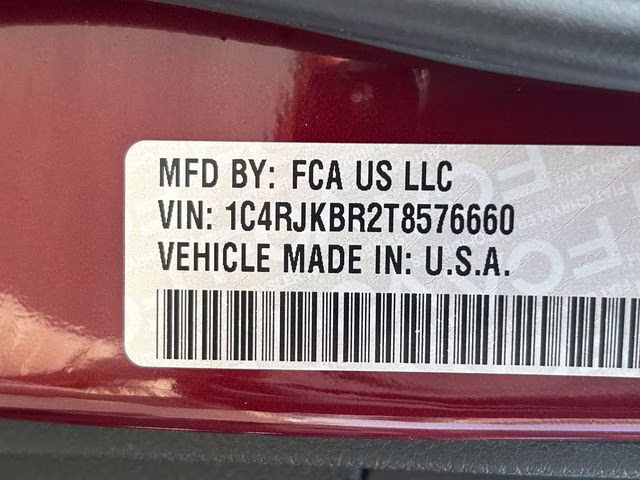 MFD BY: FCA US LLC
VIN: 1C4RJKBR2T8576660
VEHICLE MADE IN: U.S.A.